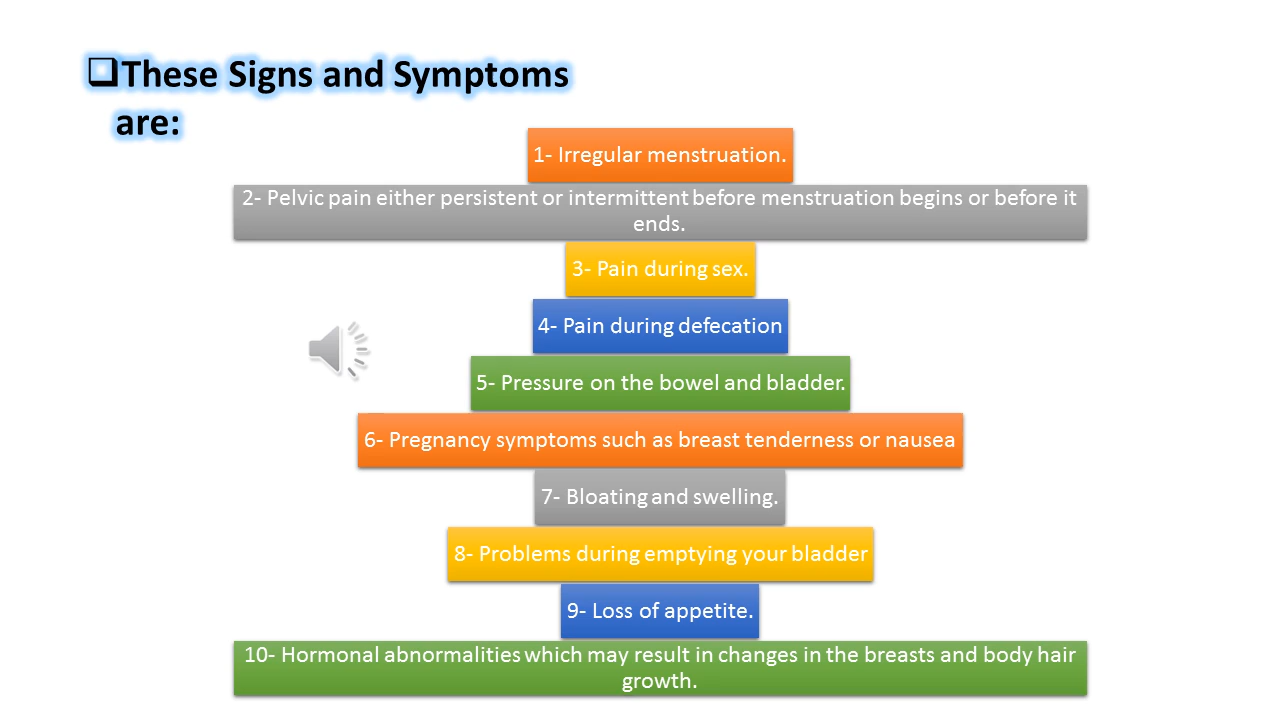 ❑These Signs and Symptoms
are:
1- Irregular menstruation.
2- Pelvic pain either persistent or intermittent before menstruation begins or before it
ends.
3- Pain during sex.
4- Pain during defecation
5- Pressure on the bowel and bladder.
6- Pregnancy symptoms such as breast tenderness or nausea
7- Bloating and swelling.
8- Problems during emptying your bladder
9- Loss of appetite.
10- Hormonal abnormalities which may result in changes in the breasts and body hair
growth.